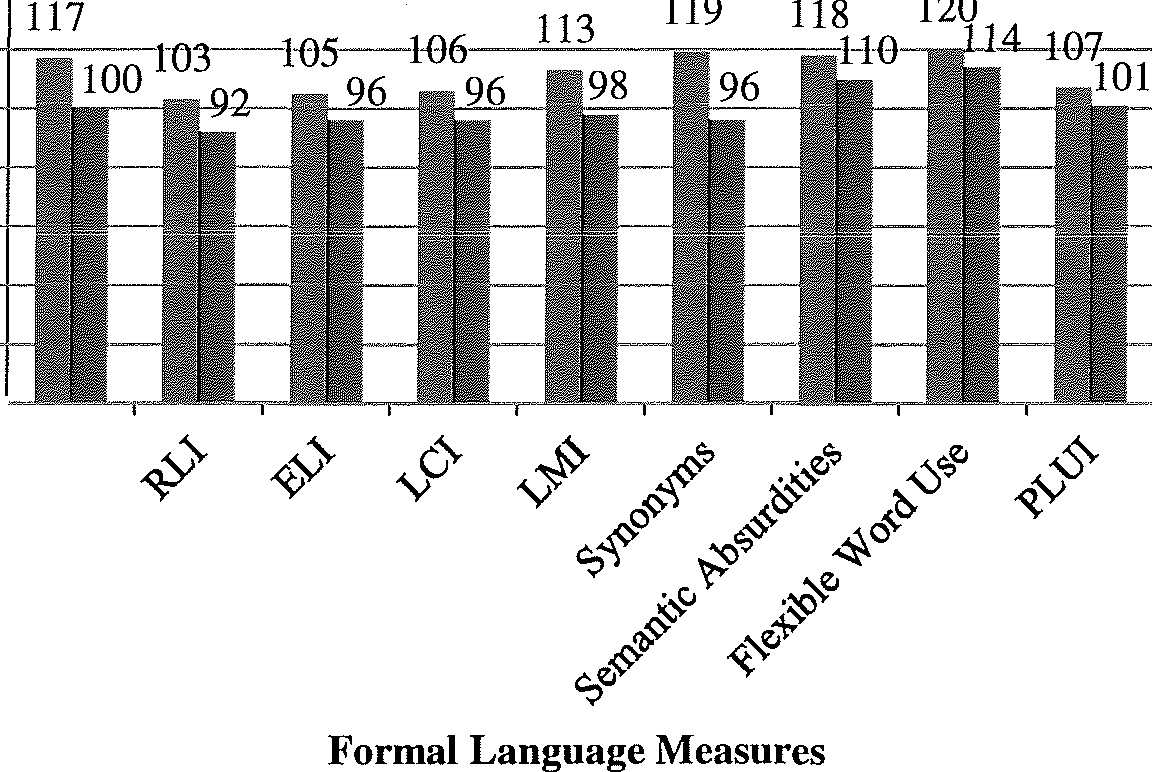 117
100
103
92
105
96
106
96
113
98
119
96
118
110
120
114
107
101
RLI
ELI
LCI
LMI
Synonyms
Semantic Absurdities
Flexible Word Use
PLUI
Formal Language Measures